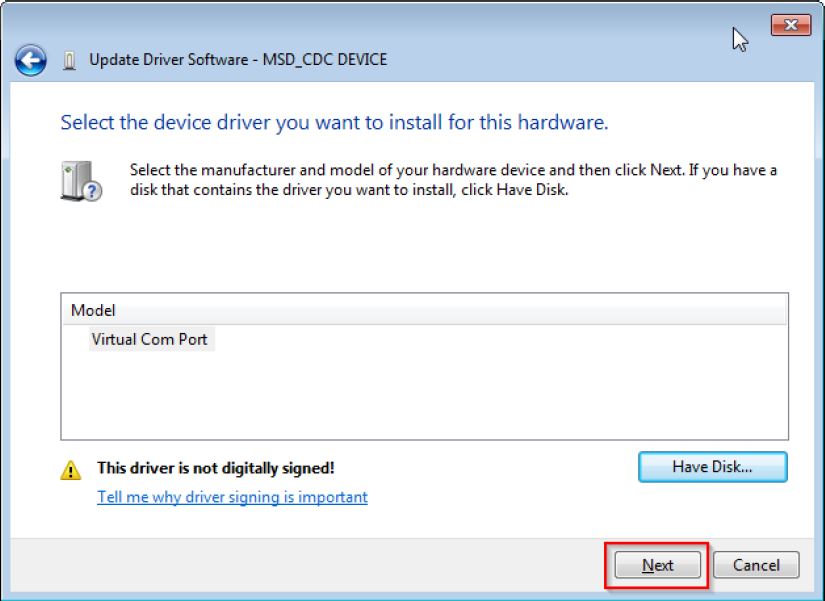 Update Driver Software - MSD_CDC DEVICE
Select the device driver you want to install for this hardware.
Select the manufacturer and model of your hardware device and then click Next. If you have a
disk that contains the driver you want to install, click Have Disk.
Model
Virtual Com Port
This driver is not digitally signed!
Have Disk...
Tell me why driver signing is important
Next
Cancel